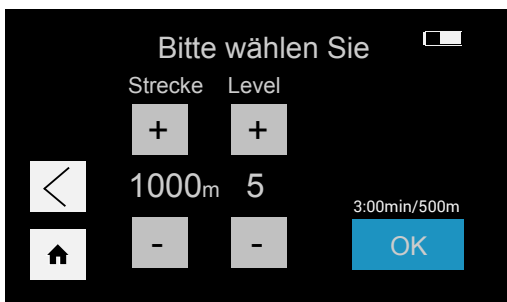 Bitte wählen Sie
Strecke Level
+ +
1000m 5
3:00min/500m
- -
OK